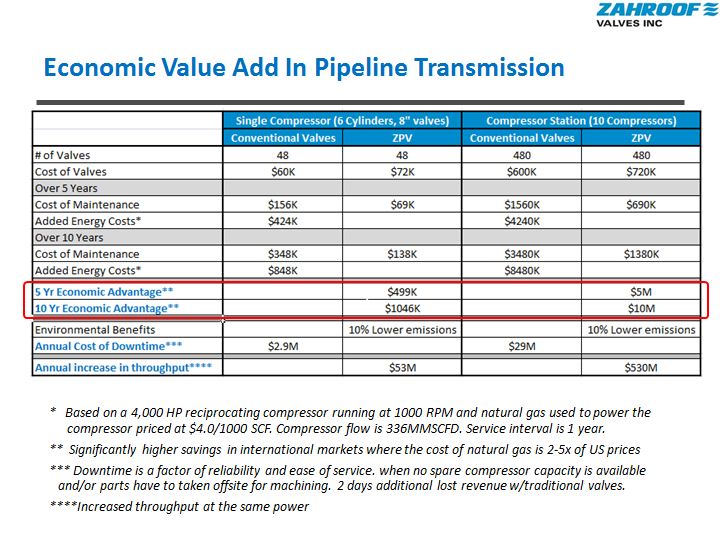 ZAHROOF
VALVES INC
Economic Value Add In Pipeline Transmission
Single Compressor (6 Cylinders, 8" valves) Compressor Station (10 Compressors)
Conventional Valves ZPV Conventional Valves ZPV
# of Valves 48 48 480 480
Cost of Valves $60K $72K $600K $720K
Over 5 Years
Cost of Maintenance $156K $69K $1560K $690K
Added Energy Costs* $424K $4240K
Over 10 Years
Cost of Maintenance $348K $138K $3480K $1380K
Added Energy Costs* $848K $8480K
5 Yr Economic Advantage** $499K $5M
10 Yr Economic Advantage** $1046K $10M
Environmental Benefits 10% Lower emissions 10% Lower emissions
Annual Cost of Downtime*** $2.9M $29M
Annual increase in throughput**** $53M $530M
* Based on a 4,000 HP reciprocating compressor running at 1000 RPM and natural gas used to power the
compressor priced at $4.0/1000 SCF. Compressor flow is 336MMSCFD. Service interval is 1 year.
** Significantly higher savings in international markets where the cost of natural gas is 2-5x of US prices
*** Downtime is a factor of reliability and ease of service. when no spare compressor capacity is available
and/or parts have to taken offsite for machining. 2 days additional lost revenue w/traditional valves.
****Increased throughput at the same power